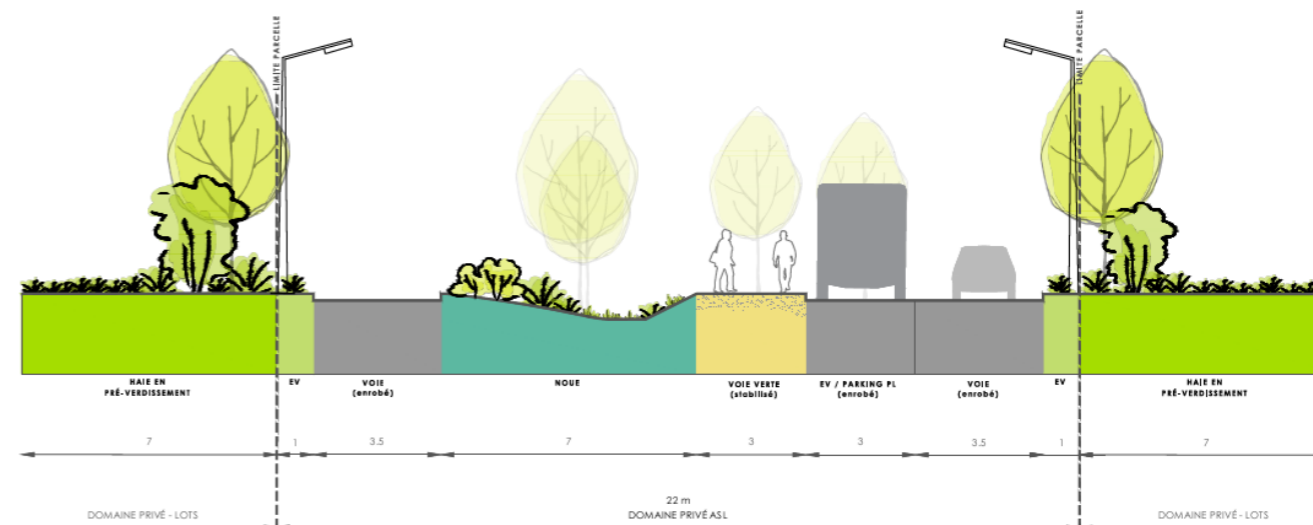 LIMITE PARCELLE
LIMITE PARCELLE
HAIE EN
PRÉ-VERDISSEMENT
EV
VOIE
(enrobé)
NOUE
VOIE VERTE
(stabilisé)
EV / PARKING PL
(enrobé)
VOIE
(enrobé)
EV
HAIE EN
PRÉ-VERDISSEMENT
7
1
3.5
7
3
3
3.5
1
7
22 m
DOMAINE PRIVÉ - LOTS
DOMAINE PRIVÉ ASL
DOMAINE PRIVÉ - LOTS